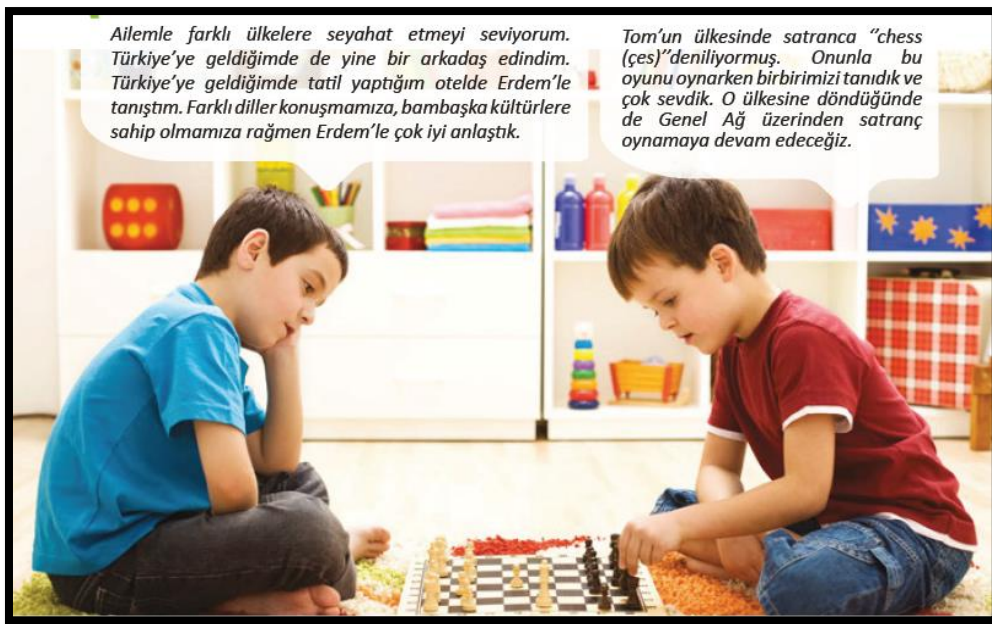 Ailemle farklı ülkelere seyahat etmeyi seviyorum.
Türkiye’ye geldiğimde de yine bir arkadaş edindim.
Türkiye’ye geldiğimde tatil yaptığım otelde Erdem’le
tanıştım. Farklı diller konuşmamıza, bambaşka kültürlere
sahip olmamıza rağmen Erdem’le çok iyi anlaştık.
Tom’un ülkesinde satranca ‘‘chess
(çes)’’deniliyormuş. Onunla bu
oyunu oynarken birbirimizi tanıdık ve
çok sevdik. O ülkesine döndüğünde
de Genel Ağ üzerinden satranç
oynamaya devam edeceğiz.